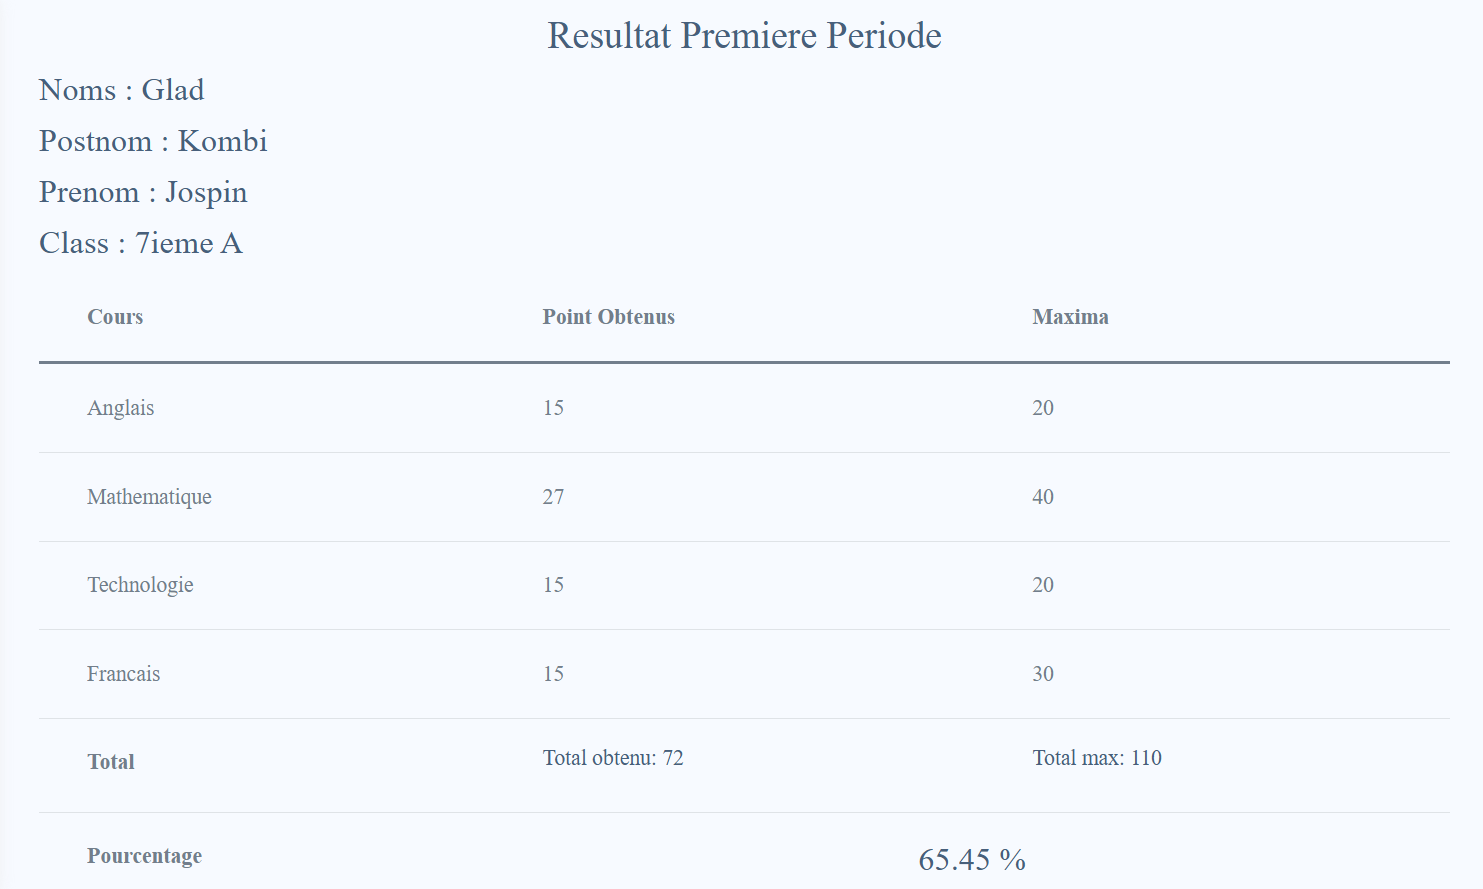 Resultat Premiere Periode
Noms : Glad
Postnom : Kombi
Prenom : Jospin
Class : 7ieme A
Cours Point Obtenus Maxima
Anglais 15 20
Mathematique 27 40
Technologie 15 20
Francais 15 30
Total Total obtenu: 72 Total max: 110
Pourcentage 65.45 %